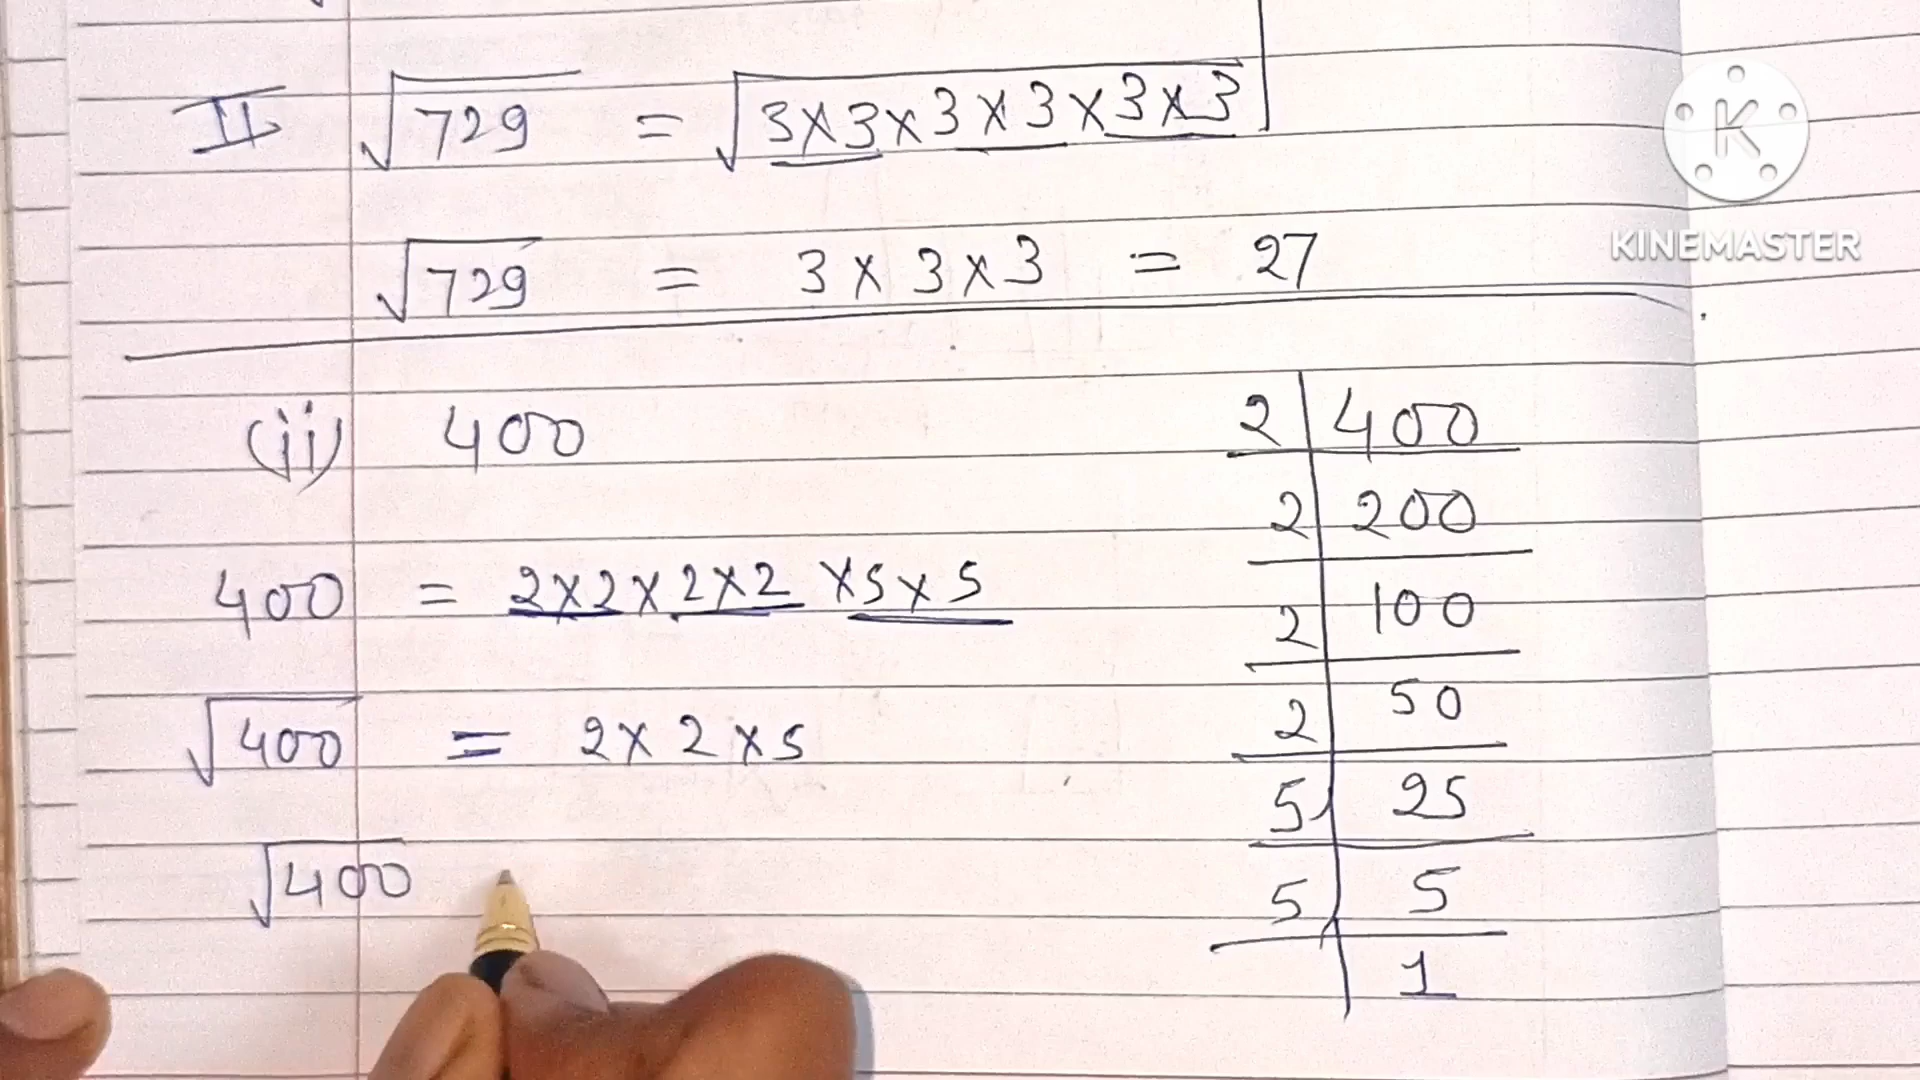 II √729 = √3×3×3×3×3×3
√729 = 3×3×3 = 27
KINEMASTER
(ii) 400
400 = 2×2×2×2×5×5
√400 = 2×2×5
√400
2 | 400
2 | 200
2 | 100
2 | 50
5 | 25
5 | 5
| 1